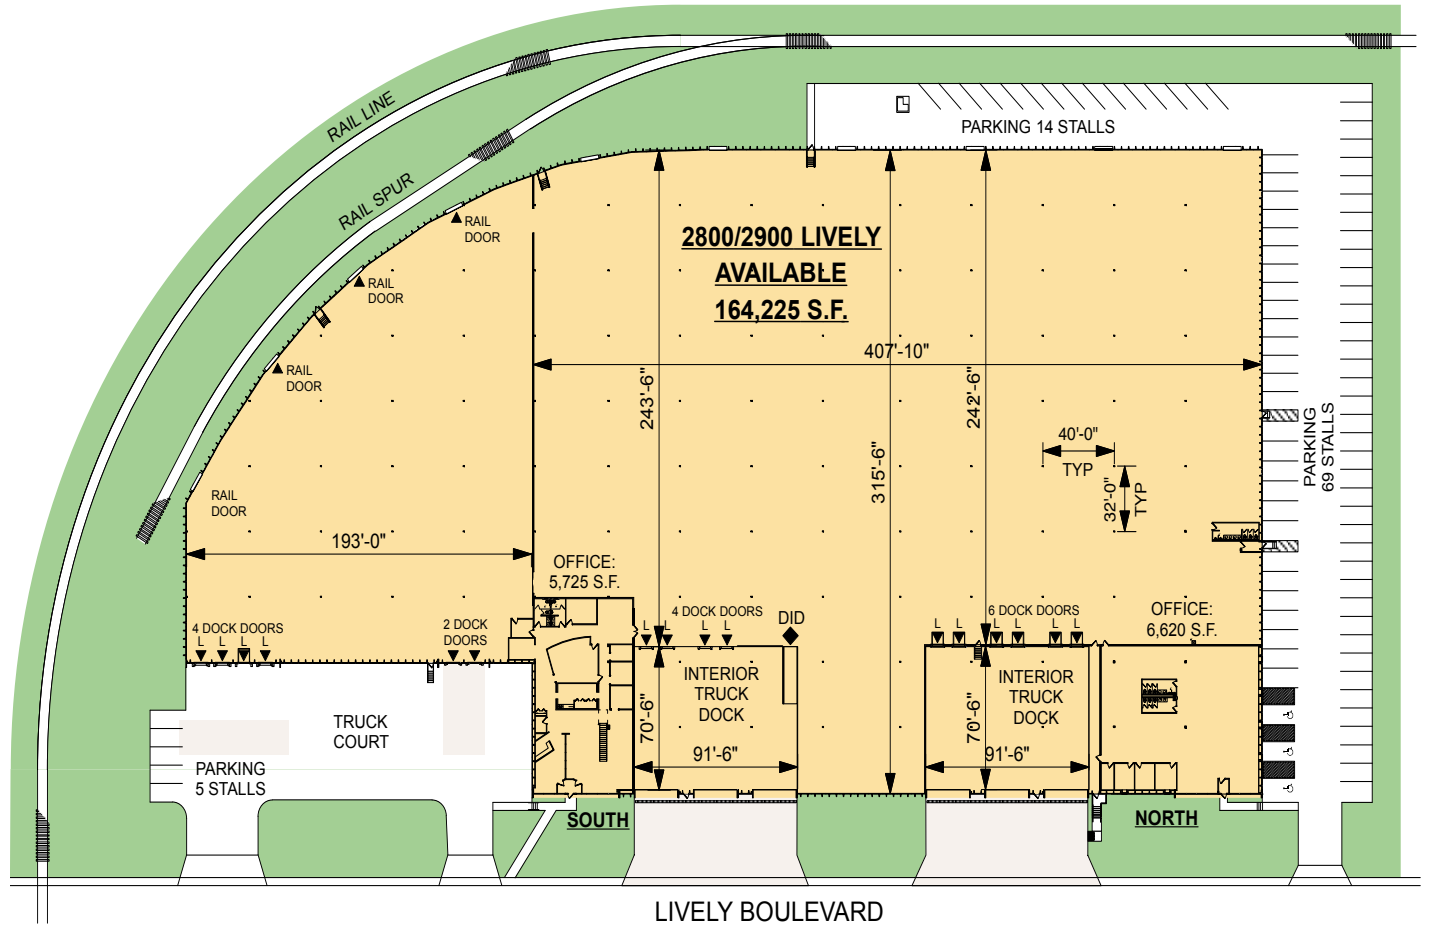 RAIL LINE
PARKING 14 STALLS
RAIL SPUR
RAIL
DOOR
2800/2900 LIVELY
AVAILABLE
164,225 S.F.
RAIL
DOOR
RAIL
DOOR
407'-10"
243'-6"
242'-6"
315'-6"
40'-0"
TYP
32'-0"
TYP
PARKING
69 STALLS
RAIL
DOOR
193'-0"
OFFICE:
5,725 S.F.
4 DOCK DOORS
L L L L
2 DOCK
DOORS
L L
4 DOCK DOORS
L L L L
DID
6 DOCK DOORS
L L L L L L
OFFICE:
6,620 S.F.
INTERIOR
TRUCK
DOCK
70'-6"
91'-6"
INTERIOR
TRUCK
DOCK
70'-6"
91'-6"
TRUCK
COURT
PARKING
5 STALLS
SOUTH
NORTH
LIVELY BOULEVARD